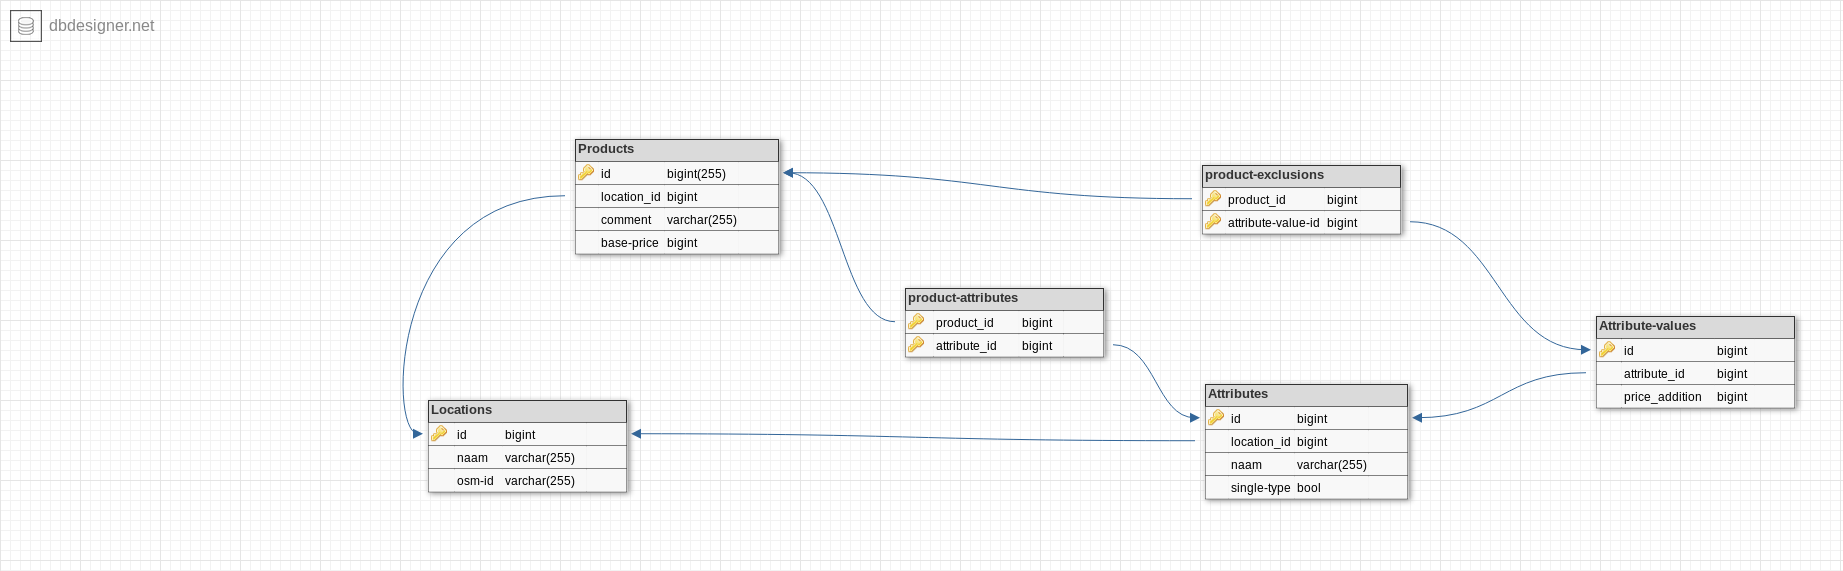 dbdesigner.net
Products
id bigint(255)
location_id bigint
comment varchar(255)
base-price bigint
product-exclusions
product_id bigint
attribute-value-id bigint
product-attributes
product_id bigint
attribute_id bigint
Attribute-values
id bigint
attribute_id bigint
price_addition bigint
Locations
id bigint
naam varchar(255)
osm-id varchar(255)
Attributes
id bigint
location_id bigint
naam varchar(255)
single-type bool